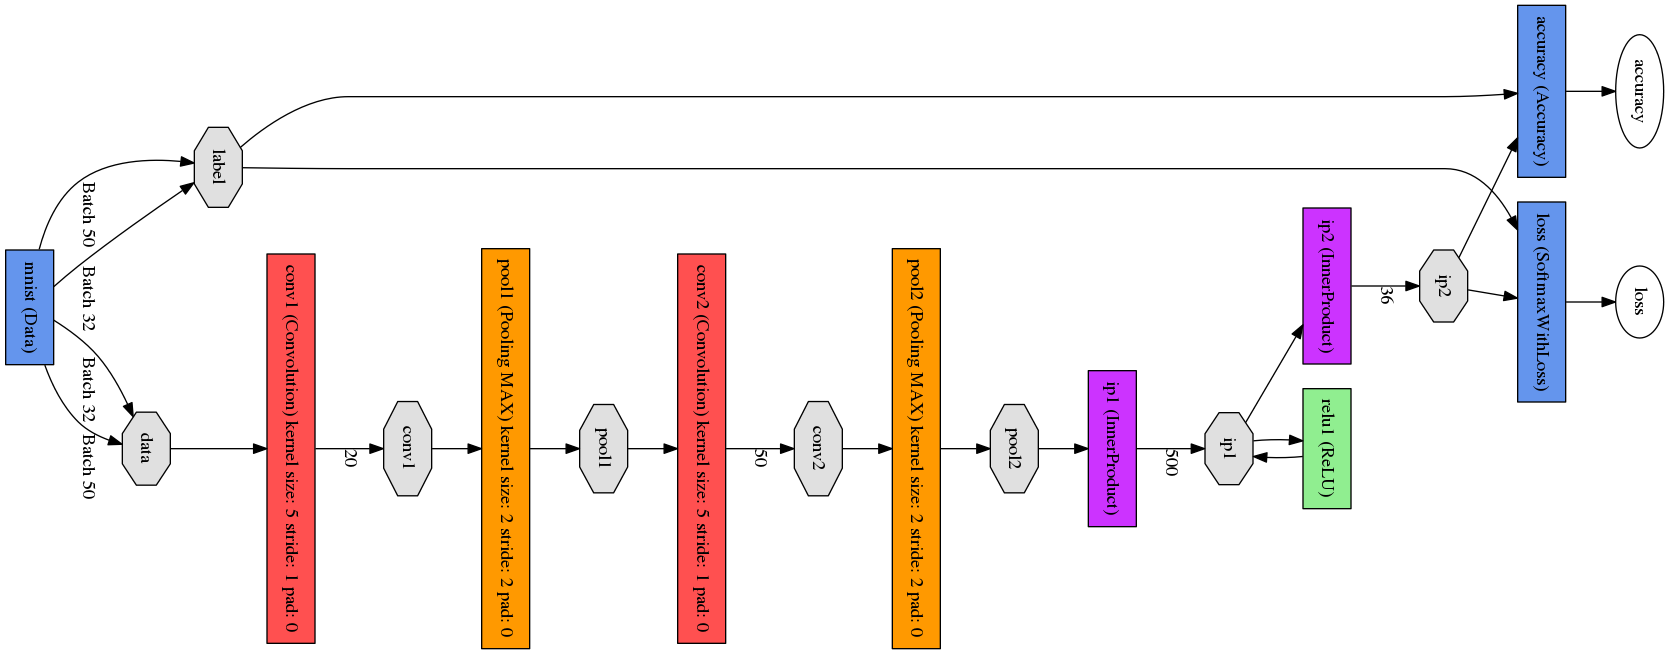 mnist (Data)
Batch 50
Batch 32
Batch 32
Batch 50
label
data
conv1 (Convolution) kernel size: 5 stride: 1 pad: 0
20
conv1
pool1 (Pooling MAX) kernel size: 2 stride: 2 pad: 0
pool1
conv2 (Convolution) kernel size: 5 stride: 1 pad: 0
50
conv2
pool2 (Pooling MAX) kernel size: 2 stride: 2 pad: 0
pool2
ip1 (InnerProduct)
500
ip1
relu1 (ReLU)
ip2 (InnerProduct)
36
ip2
accuracy (Accuracy)
accuracy
loss (SoftmaxWithLoss)
loss